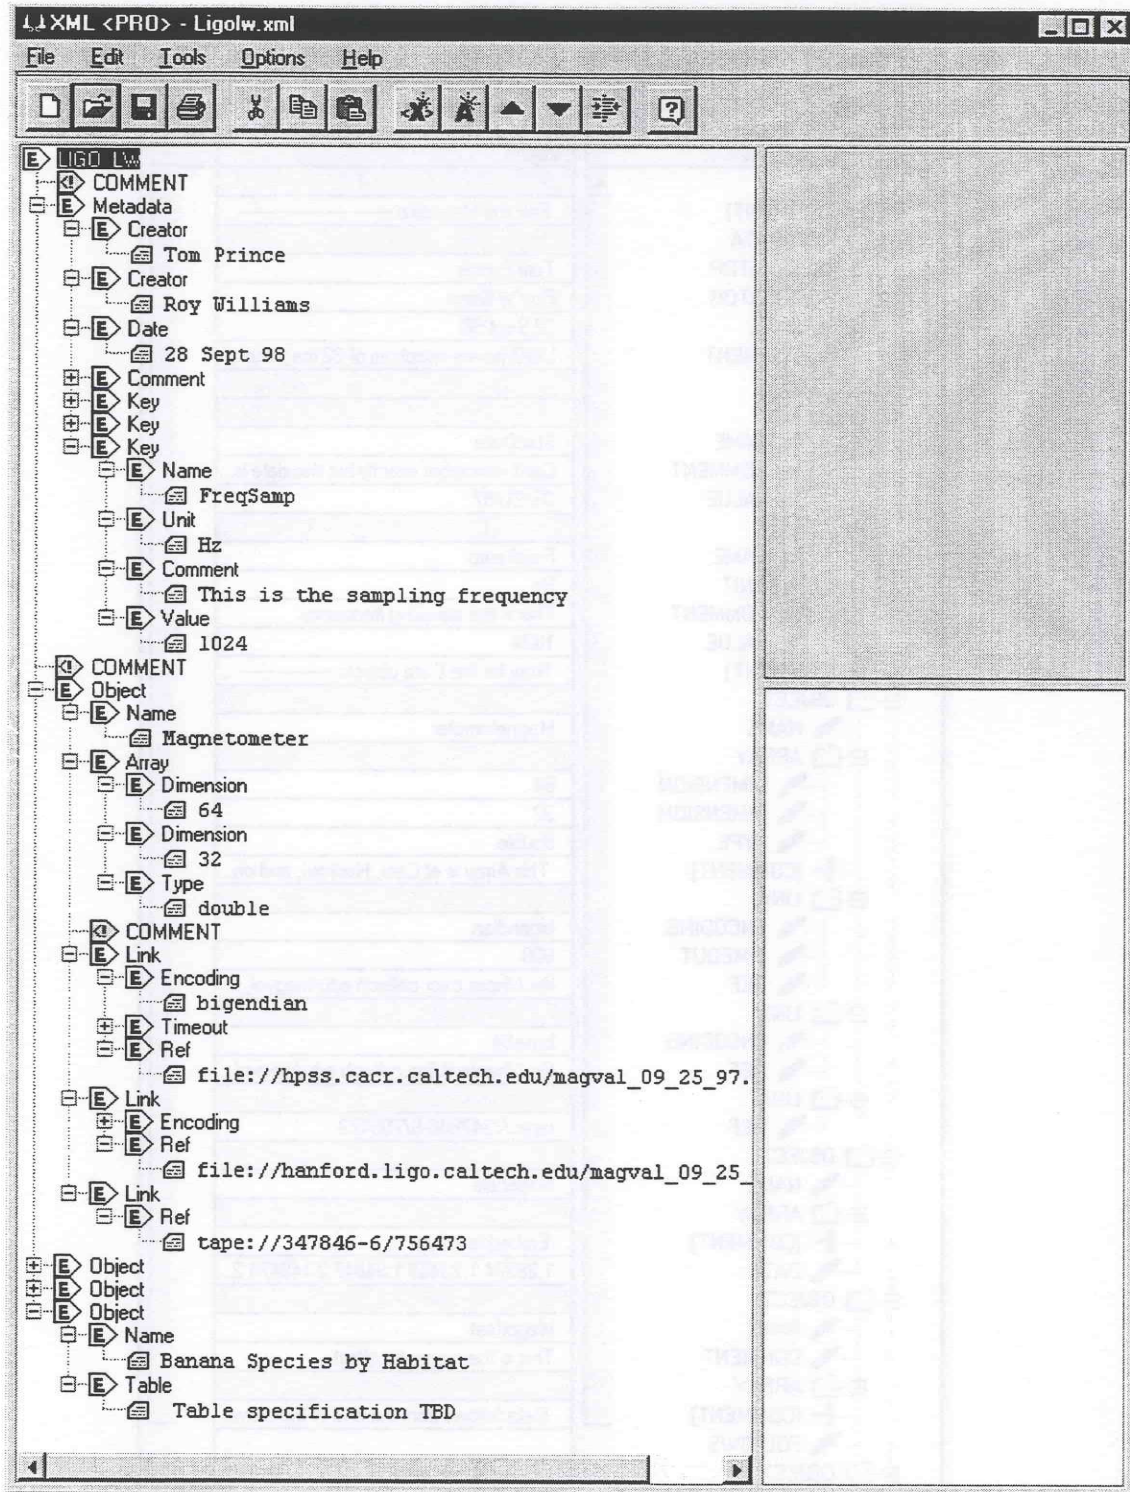 XML <PRO> - Ligolw.xml
File Edit Tools Options Help
LIGO_LW
COMMENT
Metadata
Creator
Tom Prince
Creator
Roy Williams
Date
28 Sept 98
Comment
Key
Key
Key
Name
FreqSamp
Unit
Hz
Comment
This is the sampling frequency
Value
1024
COMMENT
Object
Name
Magnetometer
Array
Dimension
64
Dimension
32
Type
double
COMMENT
Link
Encoding
bigendian
Timeout
Ref
file://hpss.cacr.caltech.edu/magval_09_25_97.
Link
Encoding
Ref
file://hanford.ligo.caltech.edu/magval_09_25_
Link
Ref
tape://347846-6/756473
Object
Object
Object
Name
Banana Species by Habitat
Table
Table specification TBD